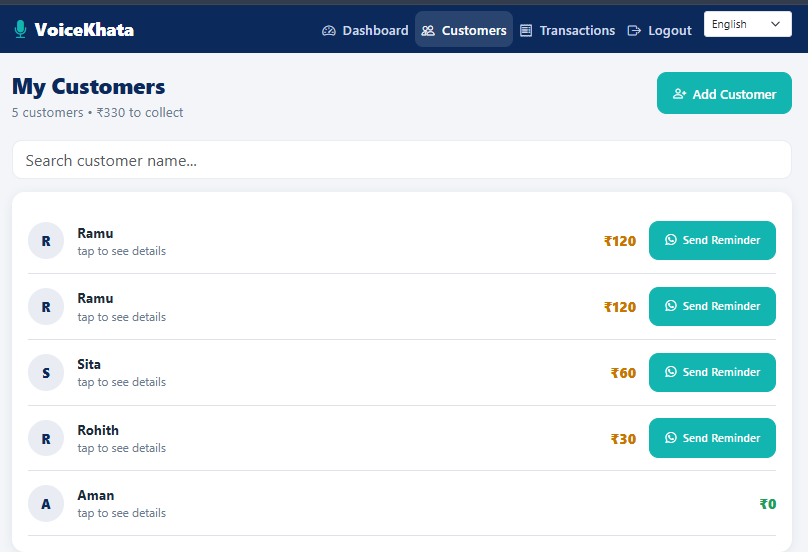 VoiceKhata Dashboard Customers Transactions Logout English
My Customers
Add Customer
5 customers • ₹330 to collect
Search customer name...
R Ramu ₹120 Send Reminder
tap to see details
R Ramu ₹120 Send Reminder
tap to see details
S Sita ₹60 Send Reminder
tap to see details
R Rohith ₹30 Send Reminder
tap to see details
A Aman ₹0
tap to see details